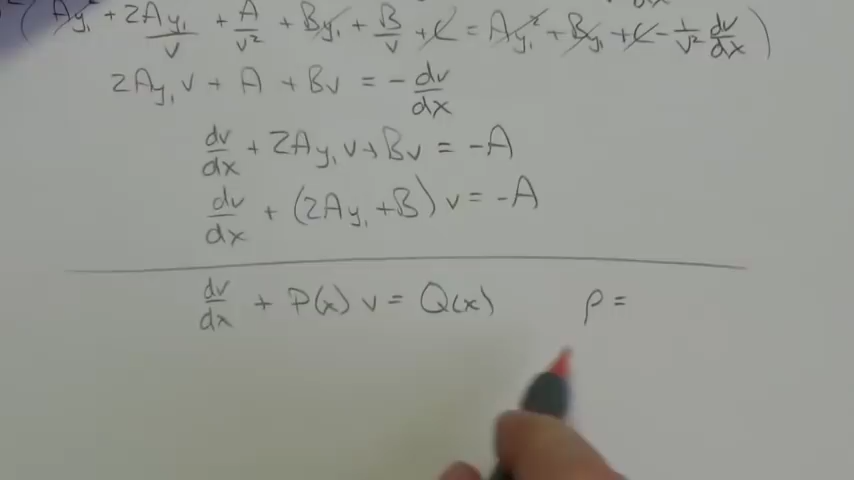 ( Ay₁² + 2Ay₁/v + A/v² + By₁ + B/v + C = Ay₁² + By₁ + C - 1/v² dv/dx )
2Ay₁v + A + Bv = - dv/dx
dv/dx + 2Ay₁v + Bv = -A
dv/dx + (2Ay₁ + B) v = -A
dv/dx + P(x) v = Q(x) ρ =